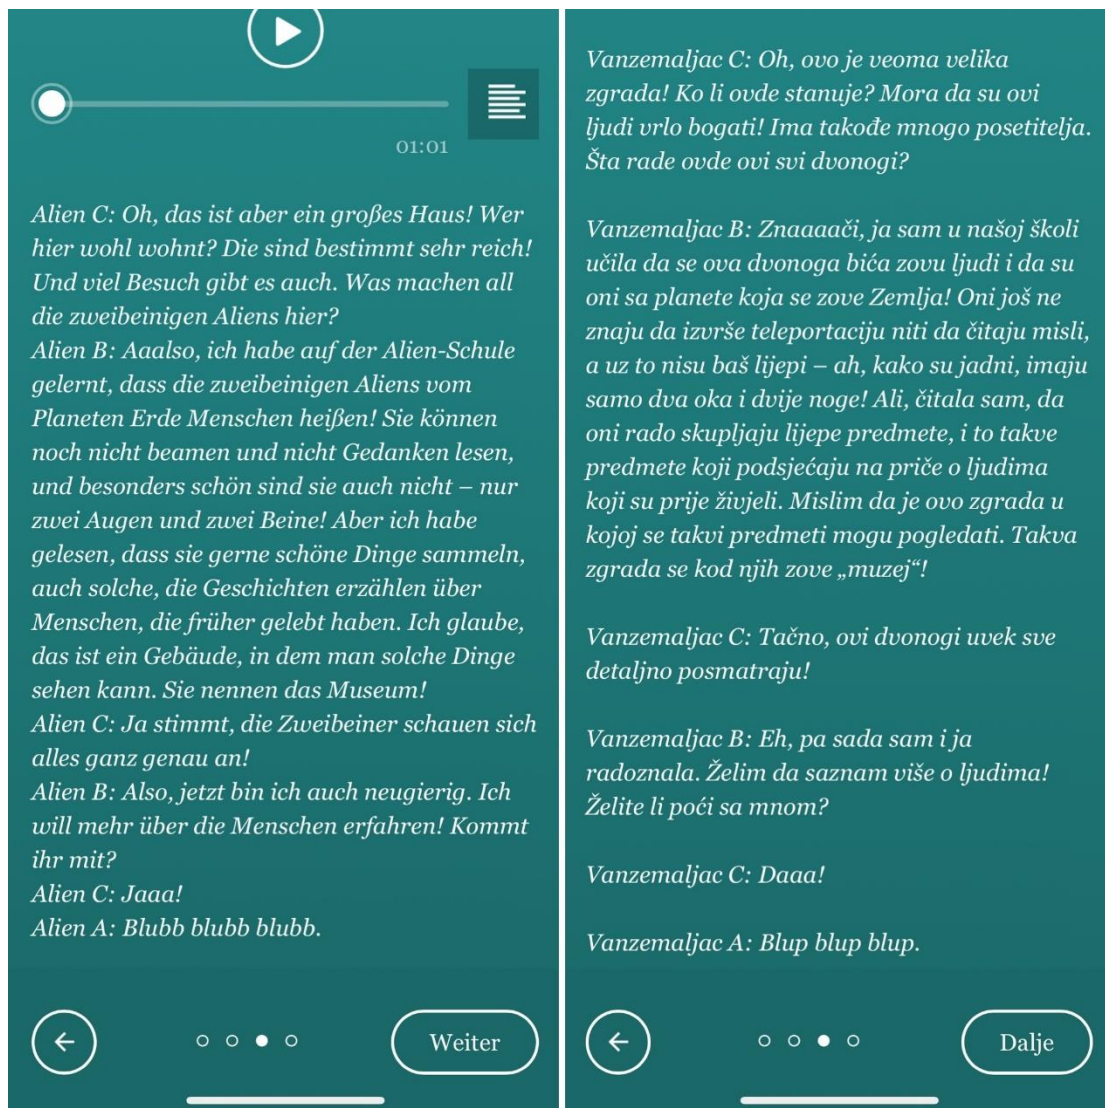 01:01
Alien C: Oh, das ist aber ein großes Haus! Wer
hier wohl wohnt? Die sind bestimmt sehr reich!
Und viel Besuch gibt es auch. Was machen all
die zweibeinigen Aliens hier?
Alien B: Aaalso, ich habe auf der Alien-Schule
gelernt, dass die zweibeinigen Aliens vom
Planeten Erde Menschen heißen! Sie können
noch nicht beamen und nicht Gedanken lesen,
und besonders schön sind sie auch nicht – nur
zwei Augen und zwei Beine! Aber ich habe
gelesen, dass sie gerne schöne Dinge sammeln,
auch solche, die Geschichten erzählen über
Menschen, die früher gelebt haben. Ich glaube,
das ist ein Gebäude, in dem man solche Dinge
sehen kann. Sie nennen das Museum!
Alien C: Ja stimmt, die Zweibeiner schauen sich
alles ganz genau an!
Alien B: Also, jetzt bin ich auch neugierig. Ich
will mehr über die Menschen erfahren! Kommt
ihr mit?
Alien C: Jaaa!
Alien A: Blubb blubb blubb.
Weiter
Vanzemaljac C: Oh, ovo je veoma velika
zgrada! Ko li ovde stanuje? Mora da su ovi
ljudi vrlo bogati! Ima takođe mnogo posetitelja.
Šta rade ovde ovi svi dvonogi?
Vanzemaljac B: Znaaaači, ja sam u našoj školi
učila da se ova dvonoga bića zovu ljudi i da su
oni sa planete koja se zove Zemlja! Oni još ne
znaju da izvrše teleportaciju niti da čitaju misli,
a uz to nisu baš lijepi – ah, kako su jadni, imaju
samo dva oka i dvije noge! Ali, čitala sam, da
oni rado skupljaju lijepe predmete, i to takve
predmete koji podsjećaju na priče o ljudima
koji su prije živjeli. Mislim da je ovo zgrada u
kojoj se takvi predmeti mogu pogledati. Takva
zgrada se kod njih zove „muzej“!
Vanzemaljac C: Tačno, ovi dvonogi uvek sve
detaljno posmatraju!
Vanzemaljac B: Eh, pa sada sam i ja
radoznala. Želim da saznam više o ljudima!
Želite li poći sa mnom?
Vanzemaljac C: Daaa!
Vanzemaljac A: Blup blup blup.
Dalje